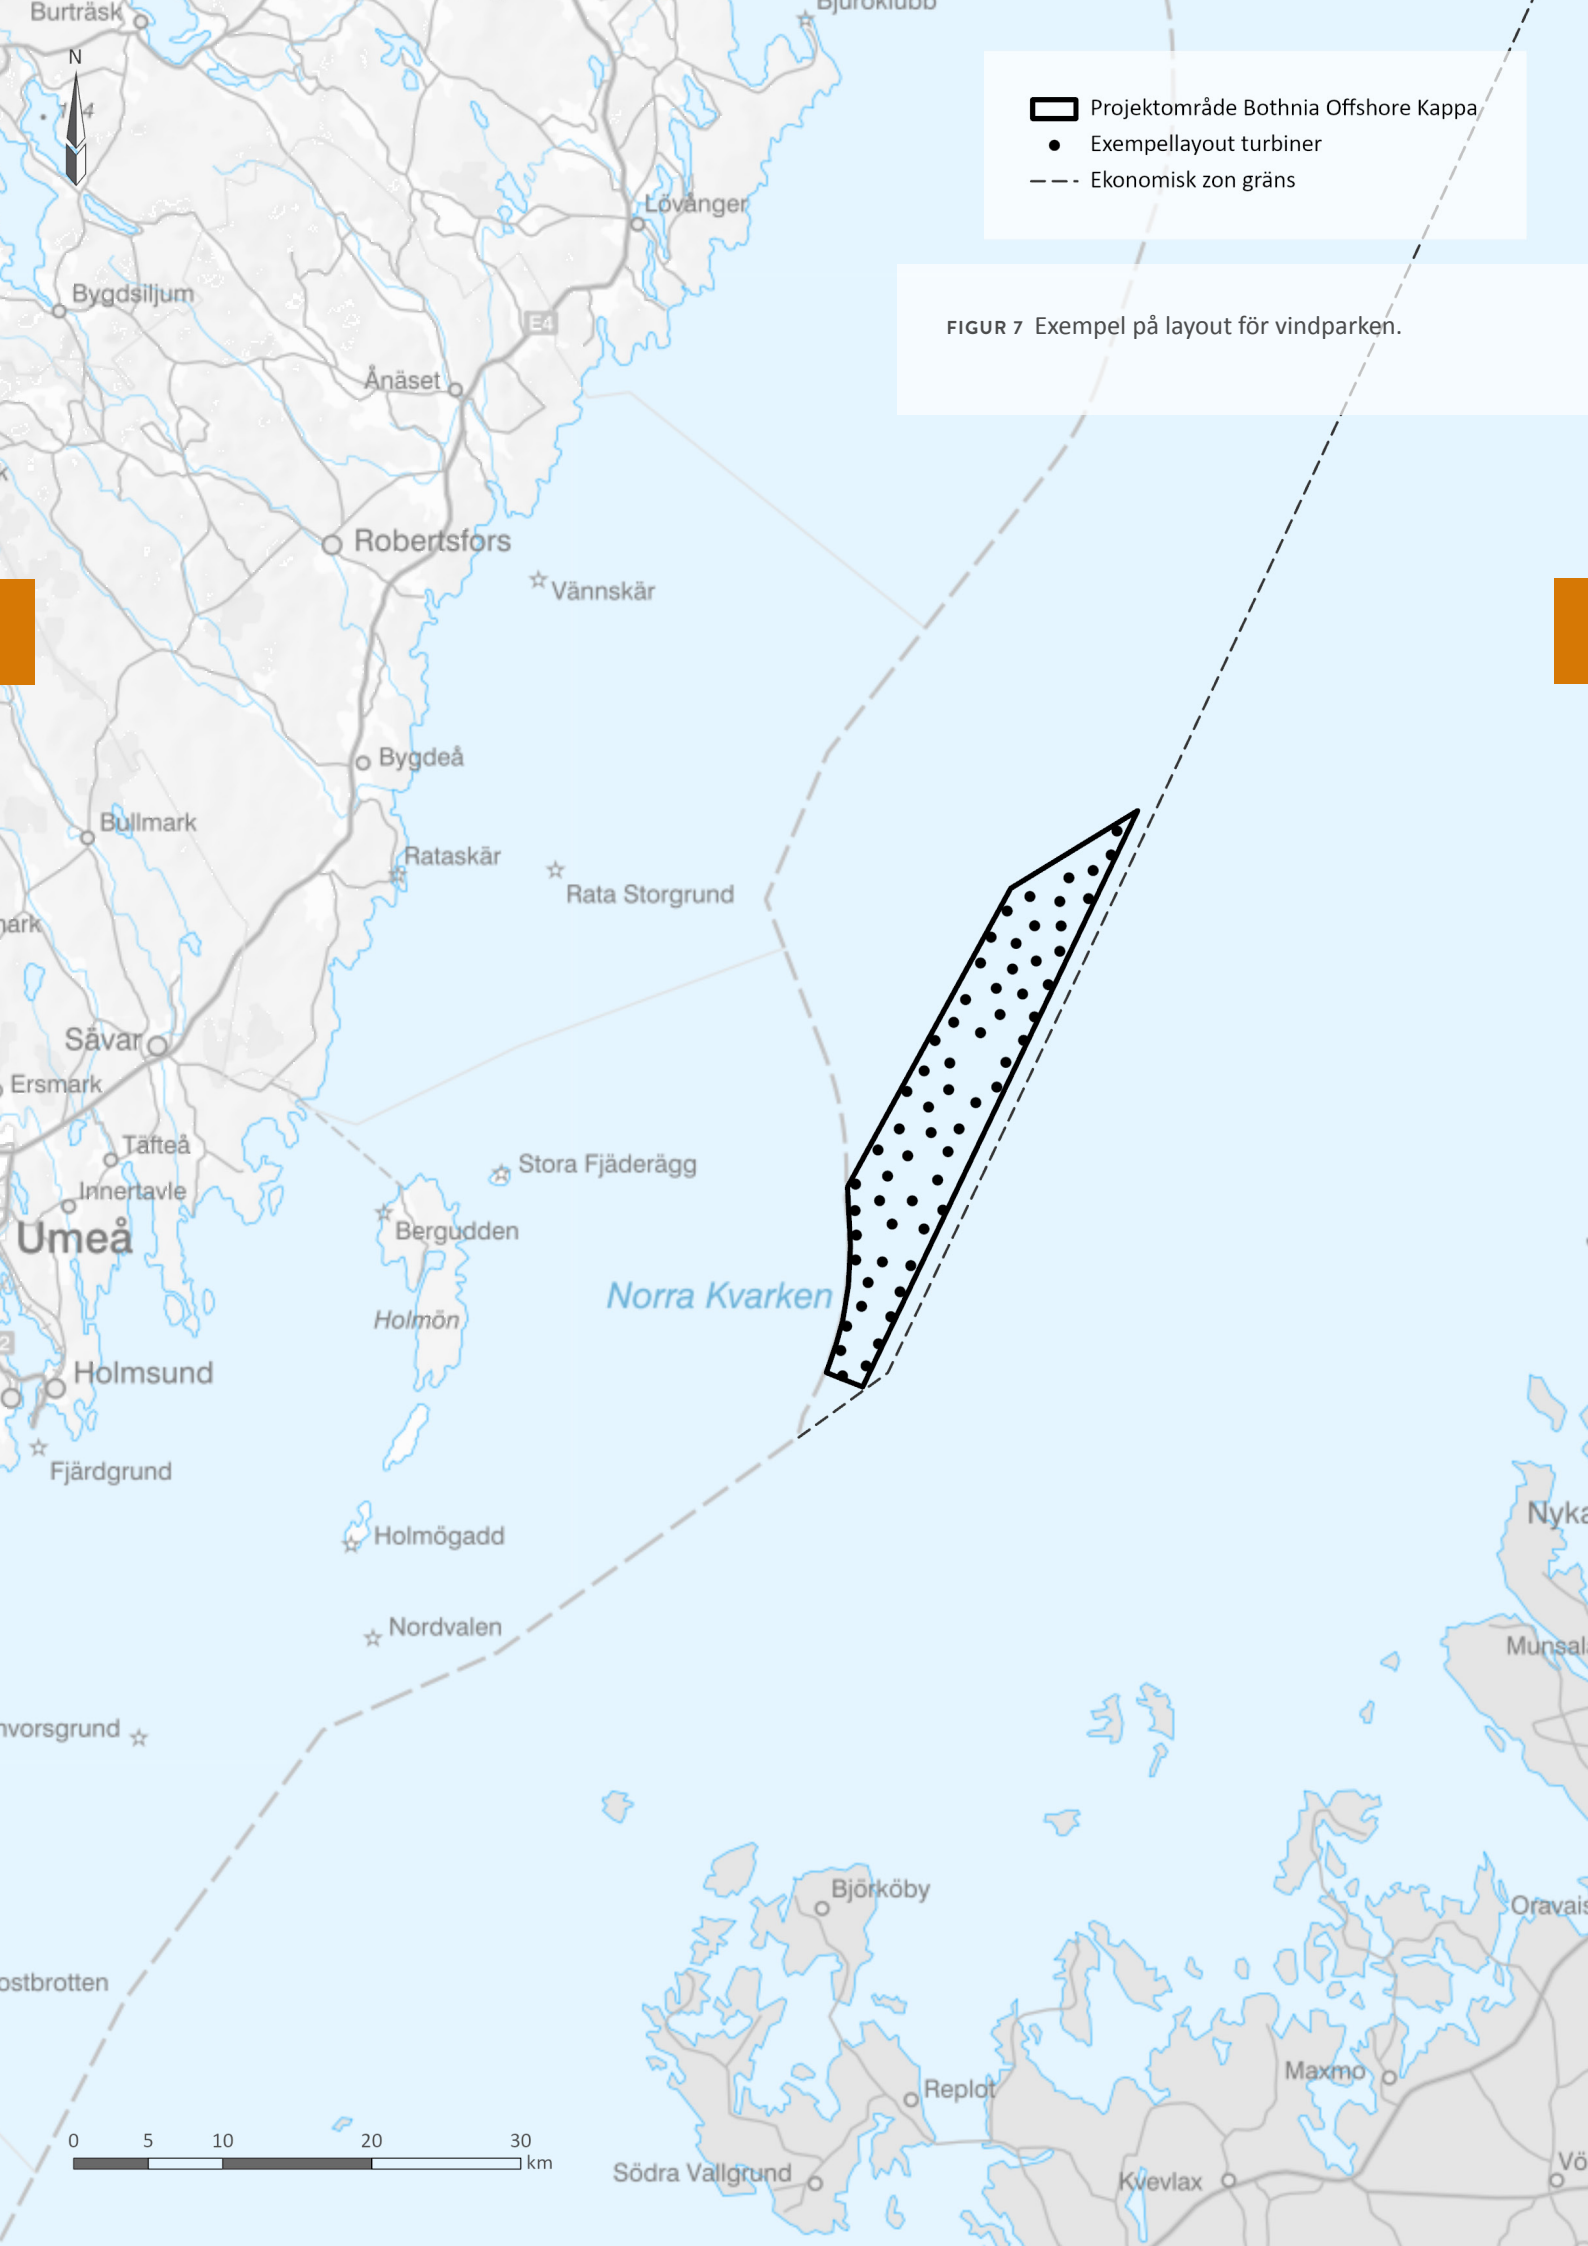 Burträsk
N
Projektområde Bothnia Offshore Kappa
Exempellayout turbiner
Ekonomisk zon gräns
Lövånger
Bygdsiljum
E4
FIGUR 7 Exempel på layout för vindparken.
Ånäset
Robertsfors
Vännskär
Bygdeå
Bullmark
Rataskär
Rata Storgrund
Sävar
Ersmark
Täfteå
Stora Fjäderägg
Innertavle
Umeå
Bergudden
Norra Kvarken
Holmön
Holmsund
Fjärdgrund
Holmögadd
Nordvalen
Björköby
Replot
Maxmo
0 5 10 20 30 km
Södra Vallgrund
Kvevlax